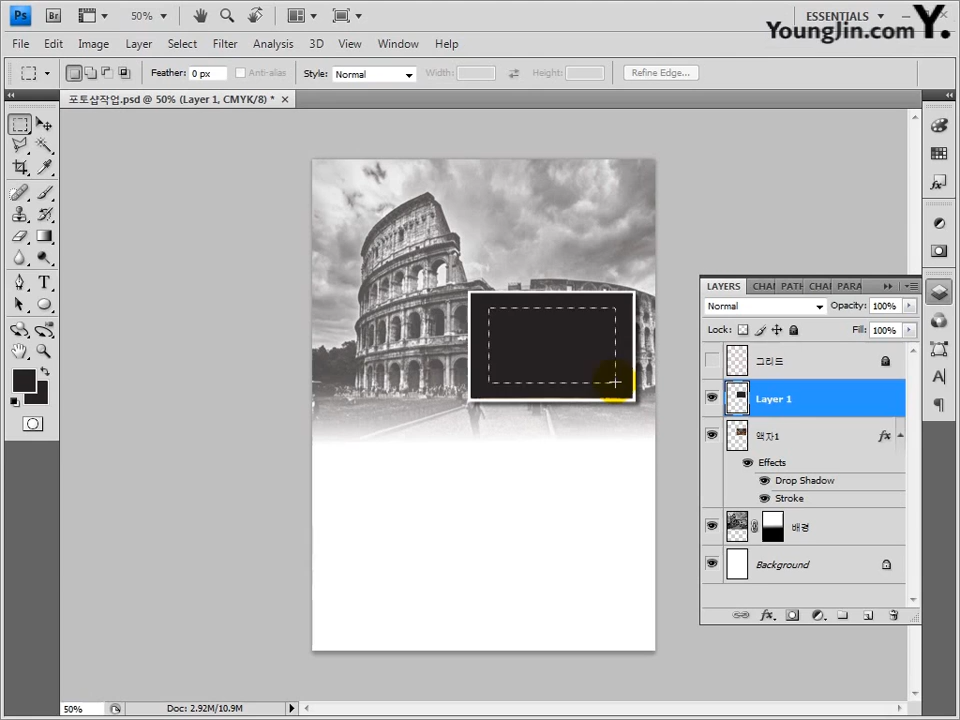 Ps Br 50% ESSENTIALS
Y.
YoungJin.com
File Edit Image Layer Select Filter Analysis 3D View Window Help
Feather: 0 px Anti-alias Style: Normal Width: Height: Refine Edge...
포토샵작업.psd @ 50% (Layer 1, CMYK/8) *
LAYERS CHAI PATH CHAI PARA
Normal Opacity: 100%
Lock: Fill: 100%
그리드
Layer 1
액자1 fx
Effects
Drop Shadow
Stroke
배경
Background
50% Doc: 2.92M/10.9M